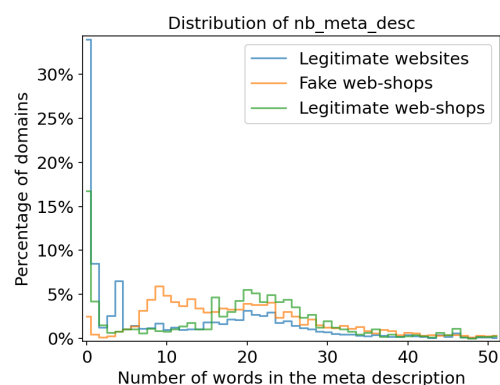 Distribution of nb_meta_desc
Legitimate websites
Fake web-shops
Legitimate web-shops
Percentage of domains
30%
25%
20%
15%
10%
5%
0%
0 10 20 30 40 50
Number of words in the meta description